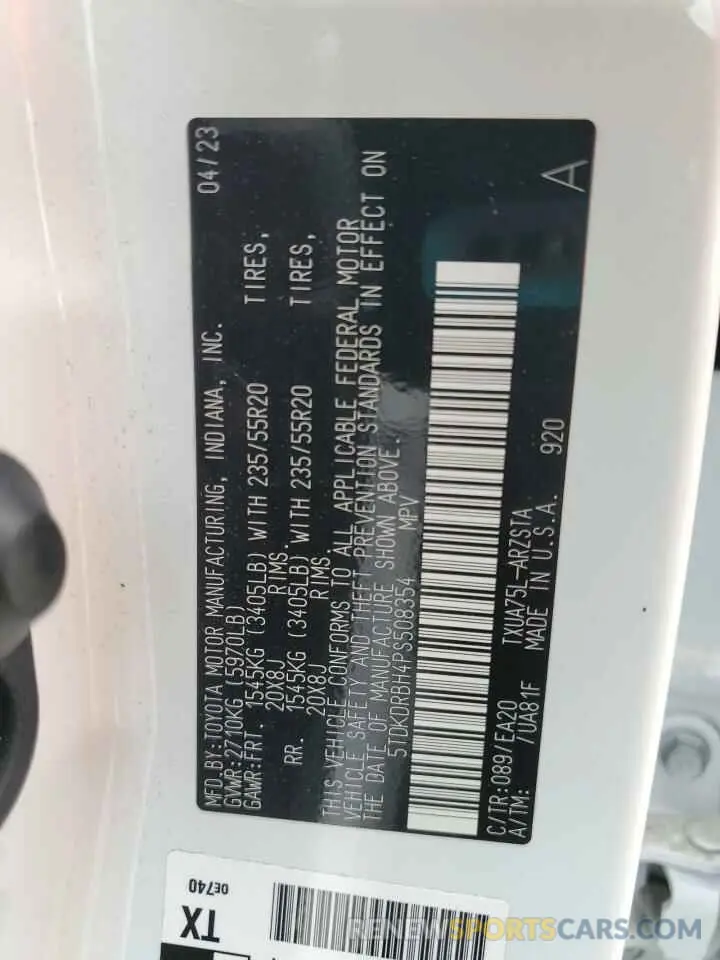 MFD.BY:TOYOTA MOTOR MANUFACTURING, INDIANA, INC. 04/23
GVWR:2710KG (5970LB)
GAWR:FRT. 1545KG (3405LB) WITH 235/55R20 TIRES,
20X8J RIMS.
RR. 1545KG (3405LB) WITH 235/55R20 TIRES,
20X8J RIMS.
THIS VEHICLE CONFORMS TO ALL APPLICABLE FEDERAL MOTOR
VEHICLE SAFETY AND THEFT PREVENTION STANDARDS IN EFFECT ON
THE DATE OF MANUFACTURE SHOWN ABOVE.
5TDKDRBH4PS508354 MPV
C/TR:089/EA20 TXUA75L-ARZSTA
A/TM: /UA81F MADE IN U.S.A. 920
A
0E740
TX
RENEWSPORTSCARS.COM